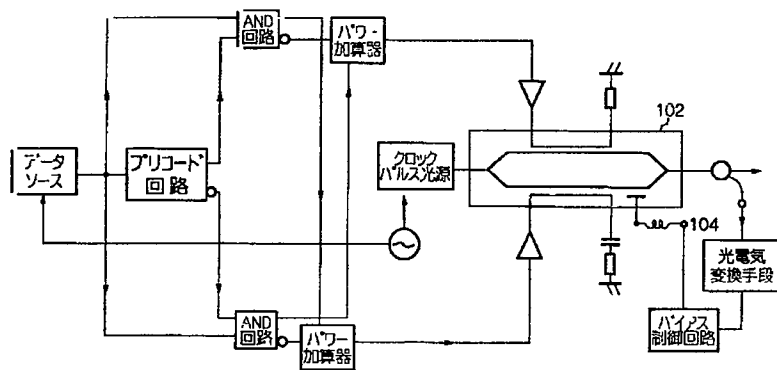 AND
回路
パワー
加算器
102
データ
ソース
プリコード
回路
クロック
パルス光源
104
光電気
変換手段
AND
回路
パワー
加算器
バイアス
制御回路